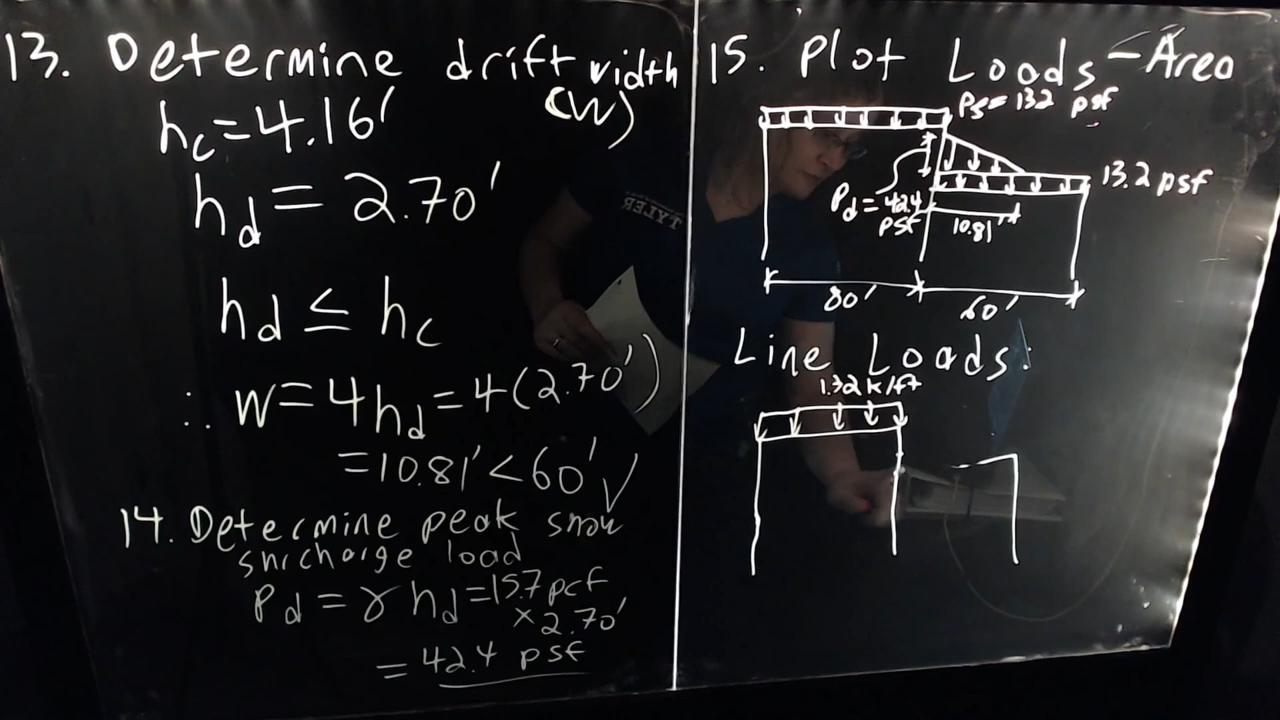 13. Determine drift width
(W)
hc = 4.16'
hd = 2.70'
hd ≤ hc
∴ W = 4hd = 4(2.70')
= 10.81' < 60' ✓
14. Determine peak snow
surcharge load
Pd = γ hd = 15.7 pcf
× 2.70'
= 42.4 psf
15. Plot Loads - Area
Ps = 13.2 psf
13.2 psf
Pd = 42.4
psf
10.81'
80'
60'
Line Loads:
1.32 k/ft
TYLER